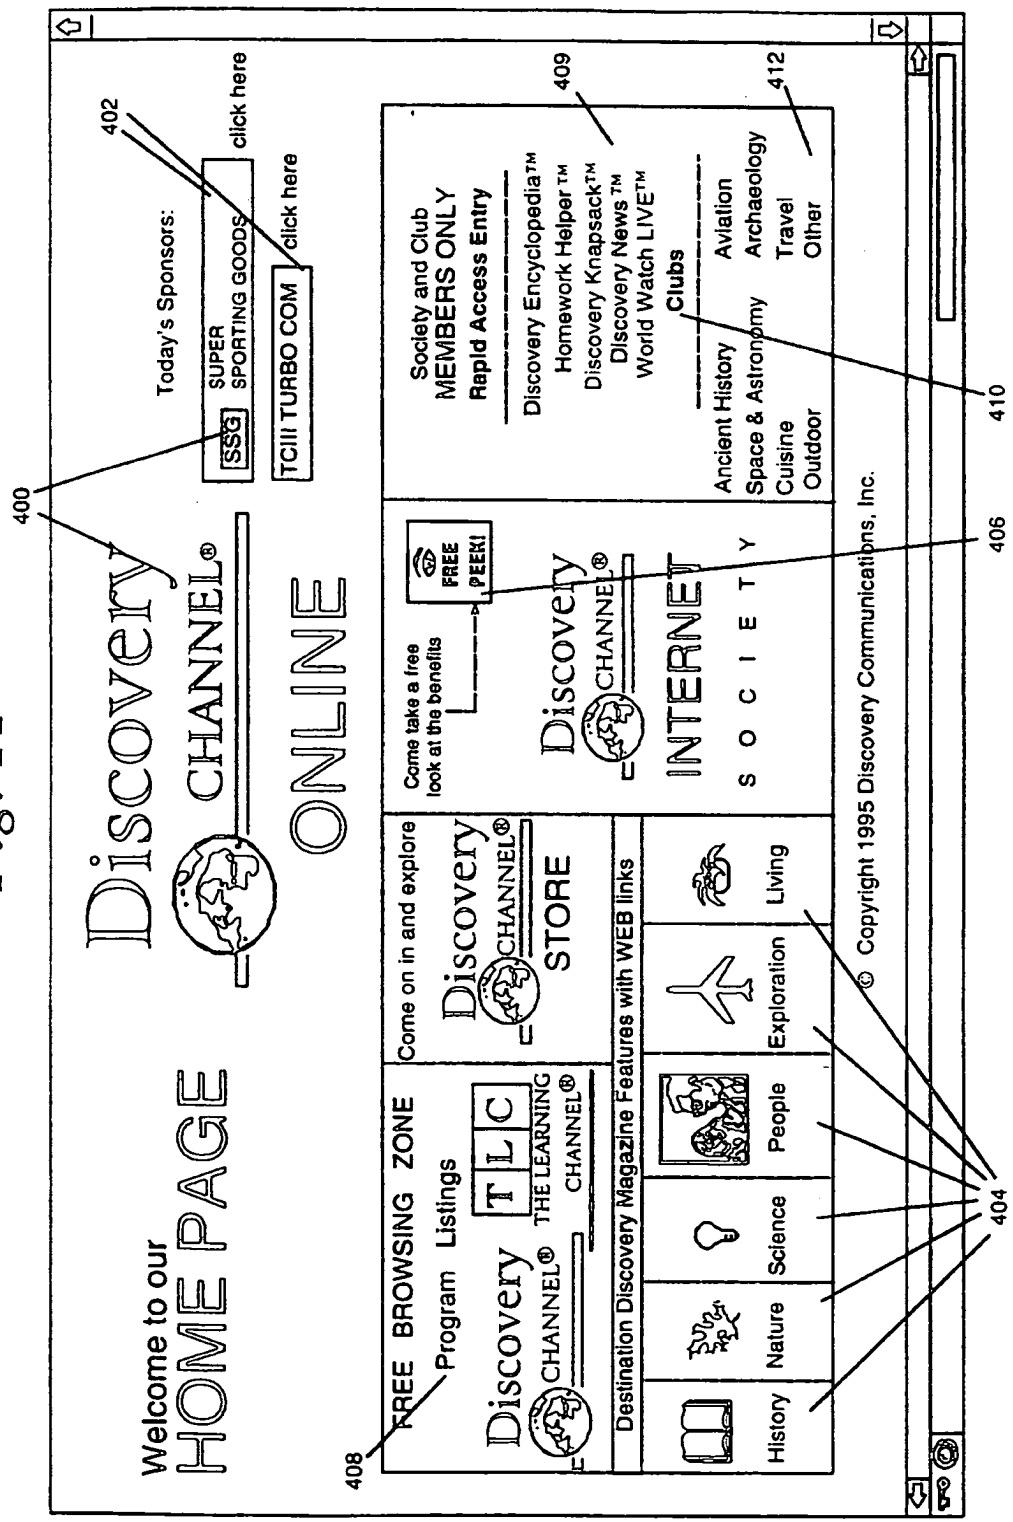 400
402
Welcome to our
HOME PAGE
Discovery
CHANNEL®
ONLINE
Today's Sponsors:
SSG
SUPER
SPORTING GOODS
click here
TCIII TURBO COM
click here
408
FREE BROWSING ZONE
Program Listings
Discovery
CHANNEL®
T L C
THE LEARNING
CHANNEL®
Come on in and explore
Discovery
CHANNEL®
STORE
Destination Discovery Magazine Features with WEB links
History
Nature
Science
People
Exploration
Living
Come take a free
look at the benefits
FREE
PEEK!
Discovery
CHANNEL®
INTERNET
SOCIETY
Society and Club
MEMBERS ONLY
Rapid Access Entry
Discovery Encyclopedia™
Homework Helper™
Discovery Knapsack™
Discovery News™
World Watch LIVE™
Clubs
Ancient History Aviation
Space & Astronomy Archaeology
Cuisine Travel
Outdoor Other
409
412
© Copyright 1995 Discovery Communications, Inc.
404
406
410